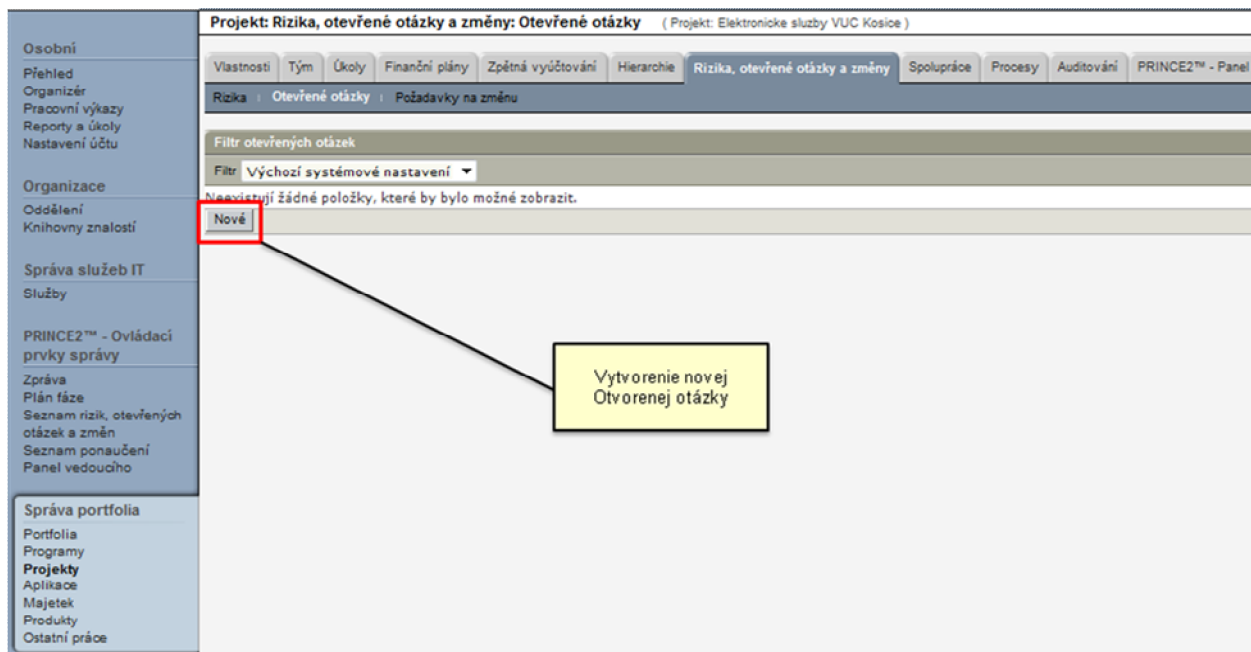 Projekt: Rizika, otevřené otázky a změny: Otevřené otázky ( Projekt: Elektronicke sluzby VUC Kosice )
Osobní
Přehled
Organizér
Pracovní výkazy
Reporty a úkoly
Nastavení účtu
Organizace
Oddělení
Knihovny znalostí
Správa služeb IT
Služby
PRINCE2™ - Ovládací
prvky správy
Zpráva
Plán fáze
Seznam rizik, otevřených
otázek a změn
Seznam ponaučení
Panel vedoucího
Správa portfolia
Portfolia
Programy
Projekty
Aplikace
Majetek
Produkty
Ostatní práce
Vlastnosti Tým Úkoly Finanční plány Zpětná vyúčtování Hierarchie Rizika, otevřené otázky a změny Spolupráce Procesy Auditování PRINCE2™ - Panel
Rizika Otevřené otázky Požadavky na změnu
Filtr otevřených otázek
Filtr Výchozí systémové nastavení
Neexistují žádné položky, které by bylo možné zobrazit.
Nové
Vytvorenie novej
Otvorenej otázky